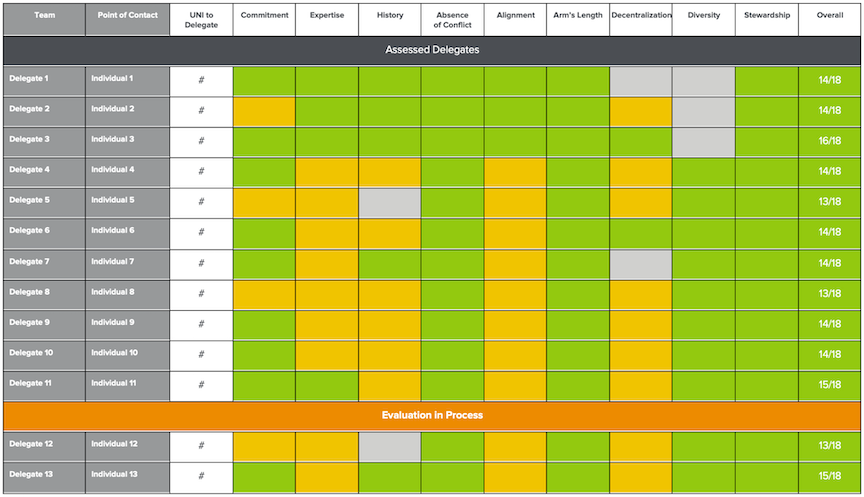 Team Point of Contact UNI to Delegate Commitment Expertise History Absence of Conflict Alignment Arm's Length Decentralization Diversity Stewardship Overall
Assessed Delegates
Delegate 1 Individual 1 # 14/18
Delegate 2 Individual 2 # 14/18
Delegate 3 Individual 3 # 16/18
Delegate 4 Individual 4 # 14/18
Delegate 5 Individual 5 # 13/18
Delegate 6 Individual 6 # 14/18
Delegate 7 Individual 7 # 14/18
Delegate 8 Individual 8 # 13/18
Delegate 9 Individual 9 # 14/18
Delegate 10 Individual 10 # 14/18
Delegate 11 Individual 11 # 15/18
Evaluation in Process
Delegate 12 Individual 12 # 13/18
Delegate 13 Individual 13 # 15/18